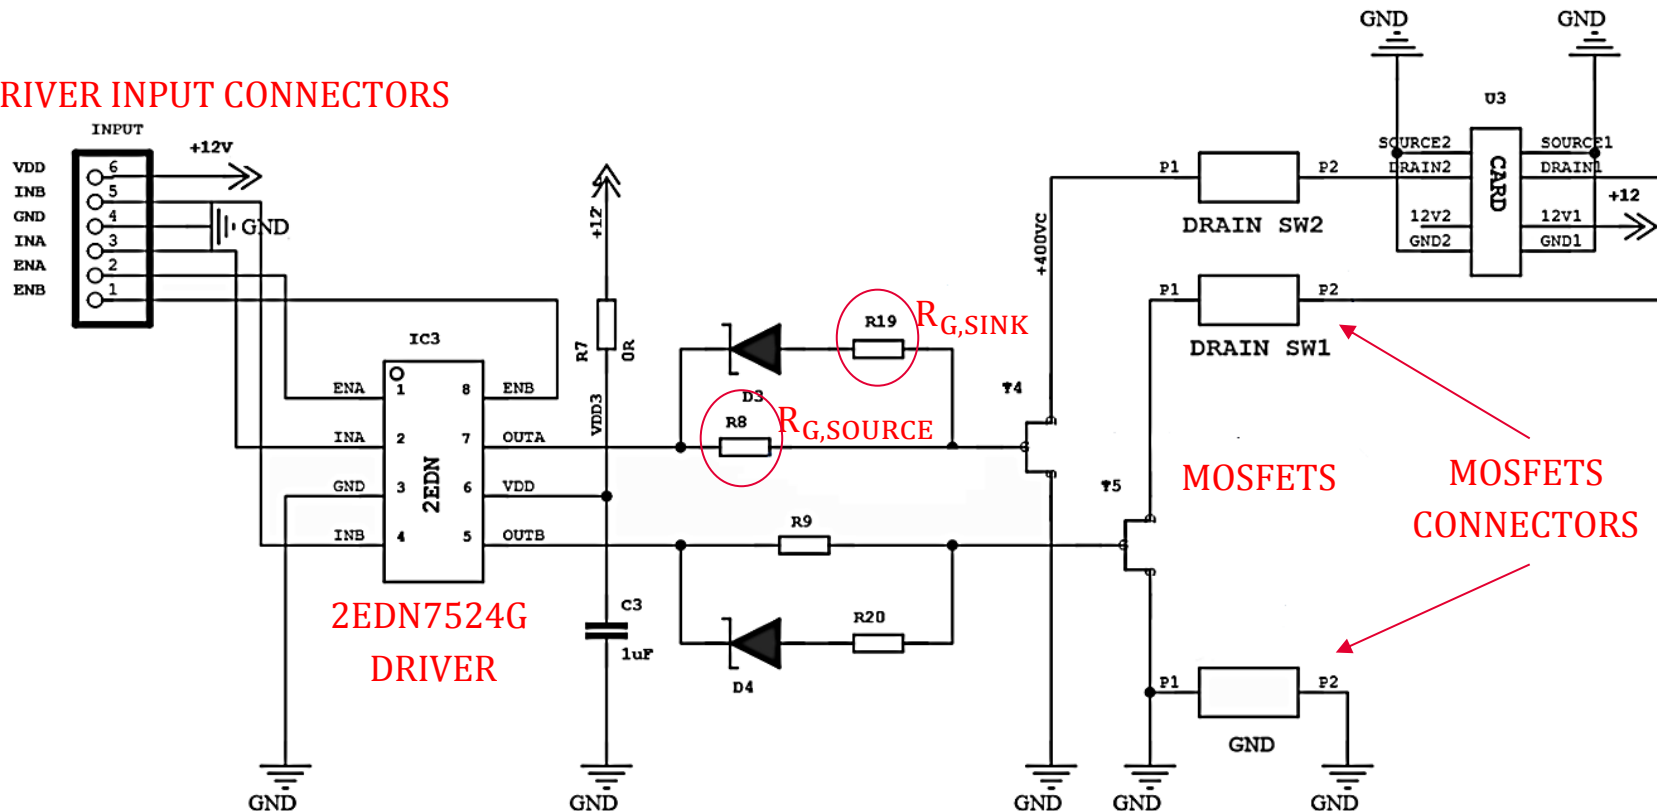 GND
GND
RIVER INPUT CONNECTORS
U3
INPUT
+12V
SOURCE2
SOURCE1
VDD
6
P1
P2
DRAIN2
DRAIN1
INB
5
CARD
+12
GND
4
GND
+12
DRAIN SW2
12V2
12V1
INA
3
+400VC
GND2
GND1
ENA
2
ENB
1
P1
P2
R19
RG,SINK
IC3
R7
0R
DRAIN SW1
ENA
1
8
ENB
D3
T4
VDD3
R8
RG,SOURCE
INA
2
7
OUTA
2EDN
MOSFETS
MOSFETS
CONNECTORS
GND
3
6
VDD
T5
INB
4
5
OUTB
R9
2EDN7524G
DRIVER
C3
1uF
R20
D4
P1
P2
GND
GND
GND
GND
GND
GND